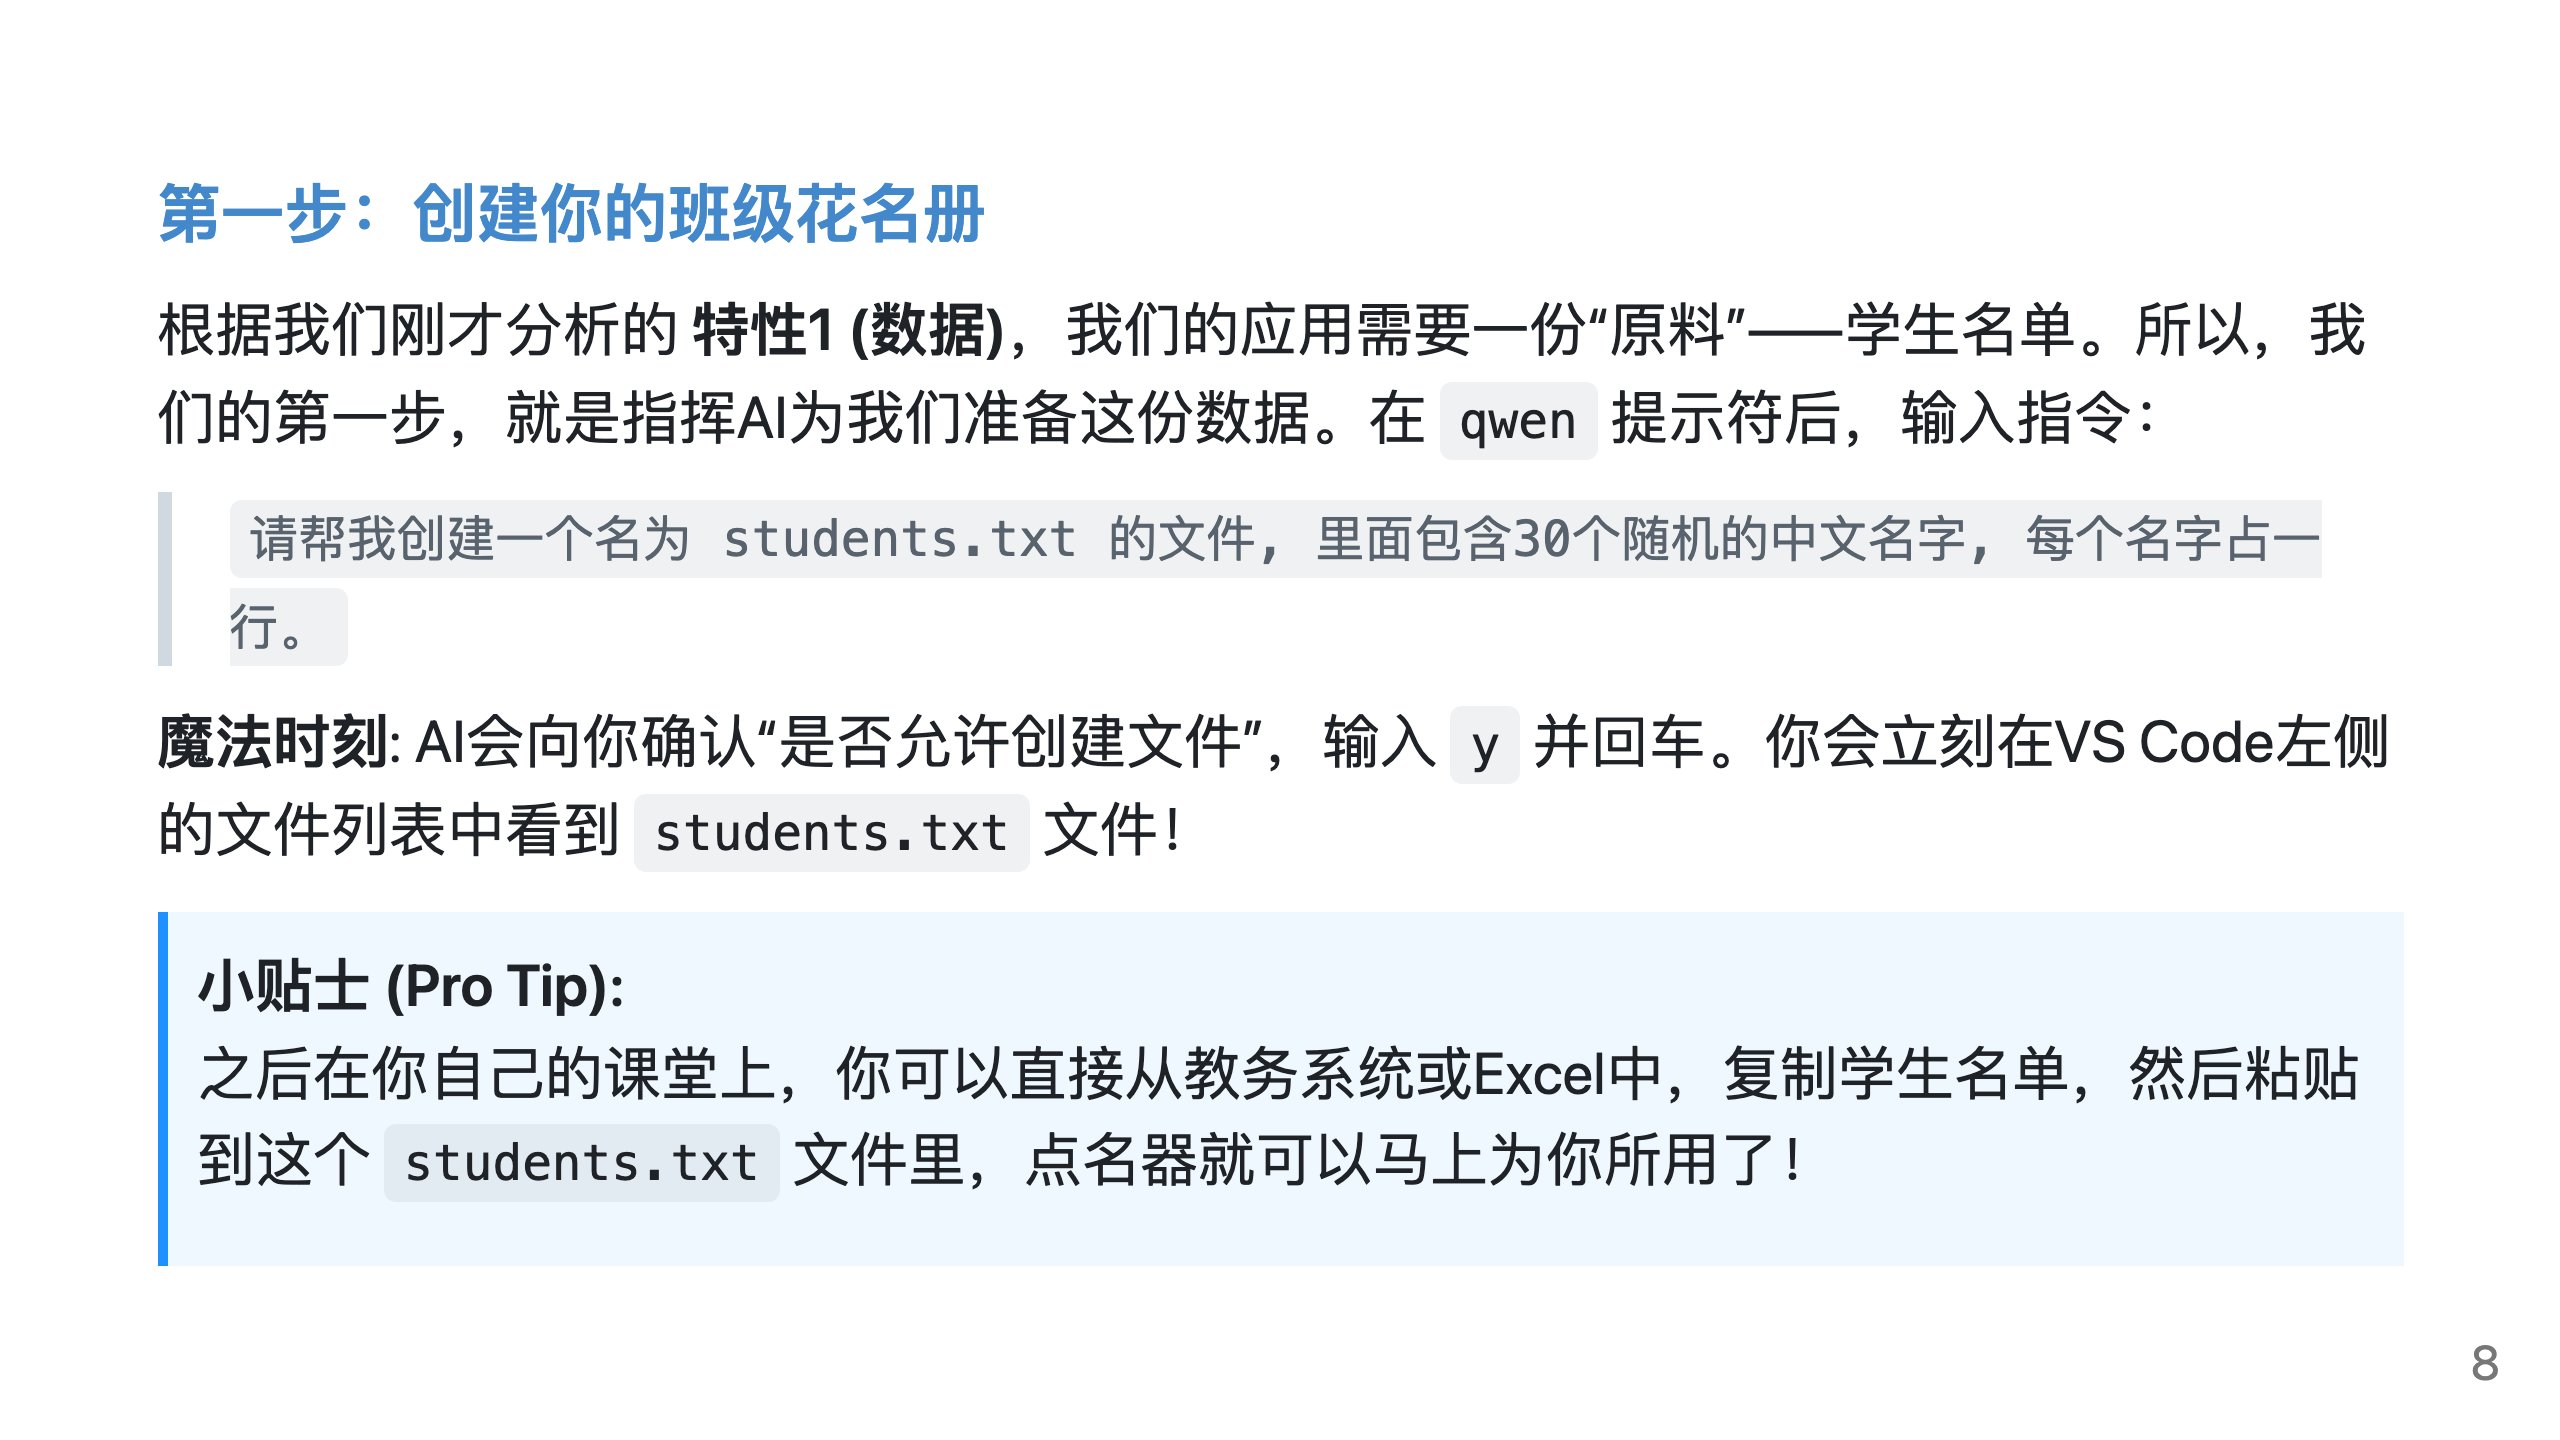 第一步：创建你的班级花名册
根据我们刚才分析的 特性1 (数据)，我们的应用需要一份“原料”——学生名单。所以，我
们的第一步，就是指挥AI为我们准备这份数据。在 qwen 提示符后，输入指令：
请帮我创建一个名为 students.txt 的文件, 里面包含30个随机的中文名字, 每个名字占一
行。
魔法时刻: AI会向你确认“是否允许创建文件”，输入 y 并回车。你会立刻在VS Code左侧
的文件列表中看到 students.txt 文件！
小贴士 (Pro Tip):
之后在你自己的课堂上，你可以直接从教务系统或Excel中，复制学生名单，然后粘贴
到这个 students.txt 文件里，点名器就可以马上为你所用了！
8